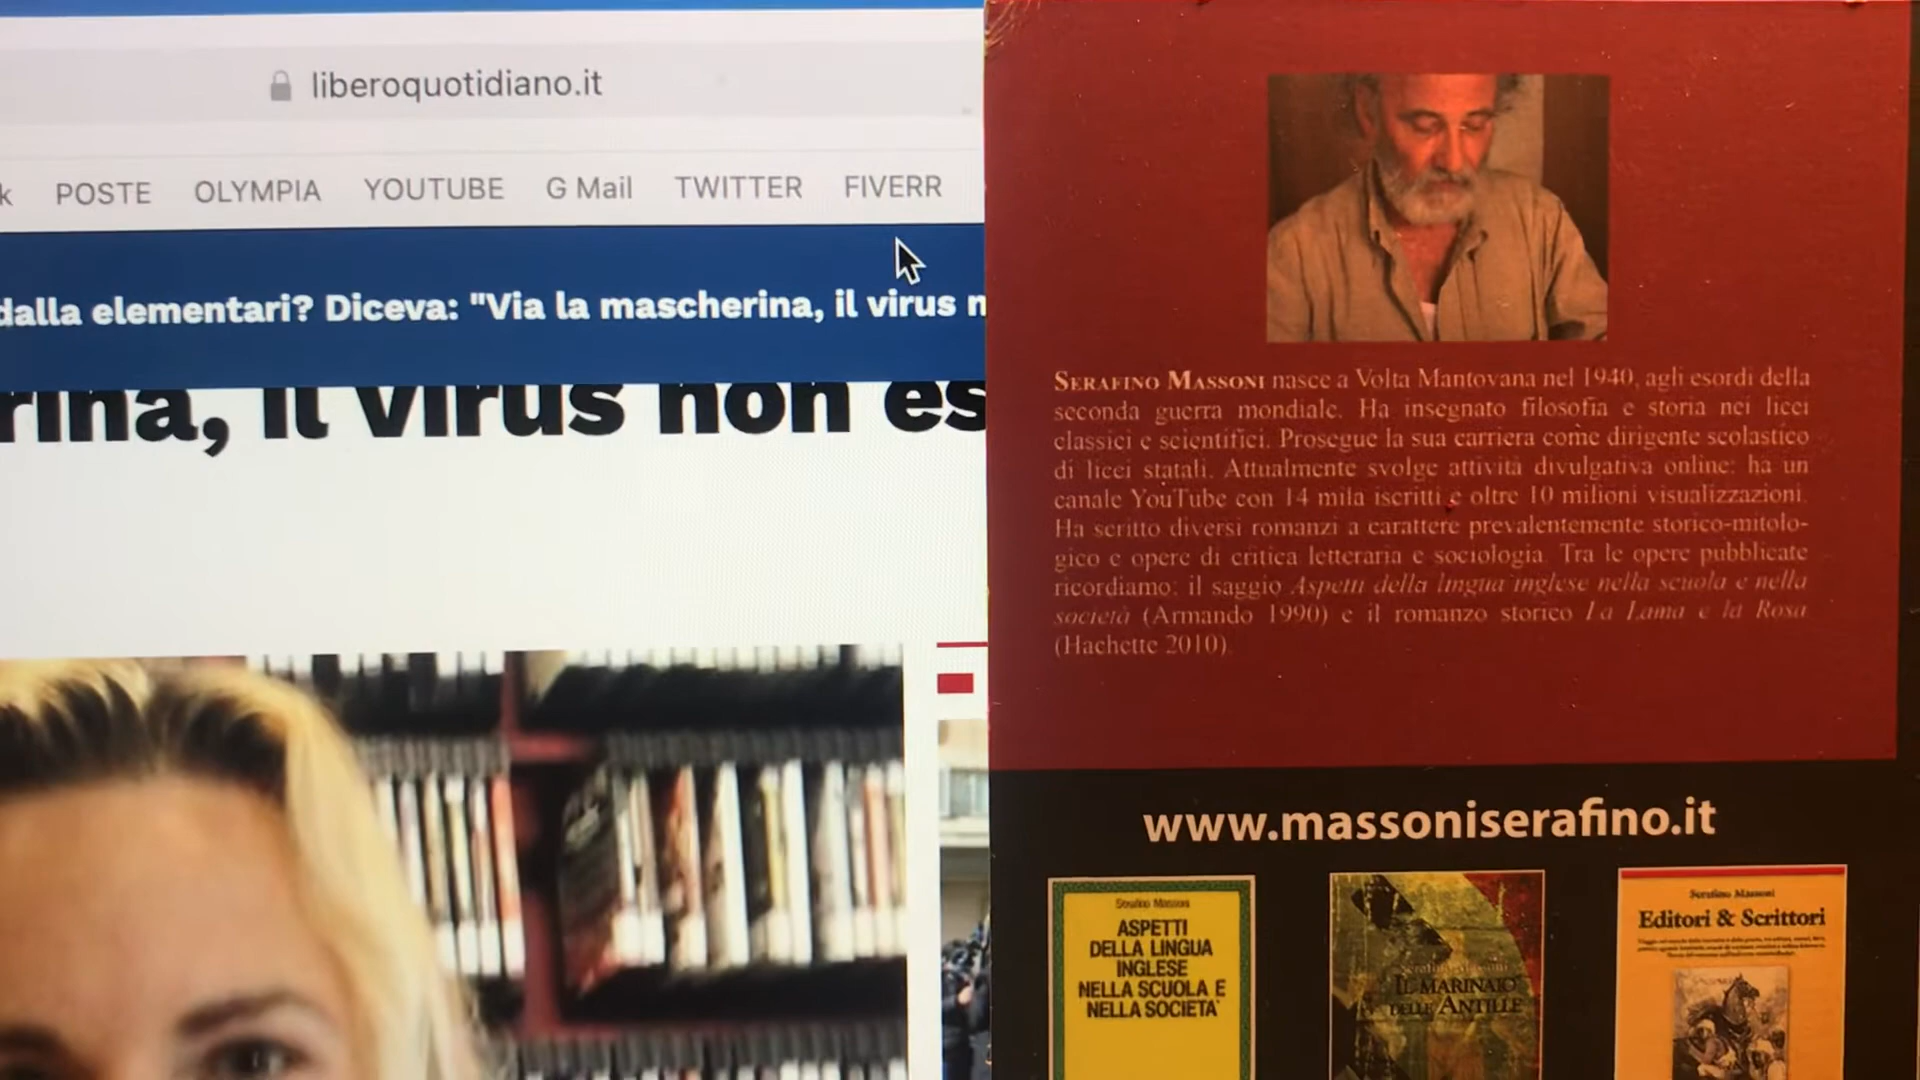 liberoquotidiano.it
k POSTE OLYMPIA YOUTUBE G Mail TWITTER FIVERR
dalla elementari? Diceva: "Via la mascherina, il virus n
rina, il virus non es
SERAFINO MASSONI nasce a Volta Mantovana nel 1940, agli esordi della
seconda guerra mondiale. Ha insegnato filosofia e storia nei licei
classici e scientifici. Prosegue la sua carriera come dirigente scolastico
di licei statali. Attualmente svolge attività divulgativa online: ha un
canale YouTube con 14 mila iscritti e oltre 10 milioni visualizzazioni.
Ha scritto diversi romanzi a carattere prevalentemente storico-mitolo-
gico e opere di critica letteraria e sociologia. Tra le opere pubblicate
ricordiamo: il saggio Aspetti della lingua inglese nella scuola e nella
società (Armando 1990) e il romanzo storico La Lama e la Rosa
(Hachette 2010).
www.massoniserafino.it
Serafino Massoni
ASPETTI
DELLA LINGUA
INGLESE
NELLA SCUOLA E
NELLA SOCIETA'
Serafino Massoni
IL MARINAIO
DELLE ANTILLE
Serafino Massoni
Editori & Scrittori